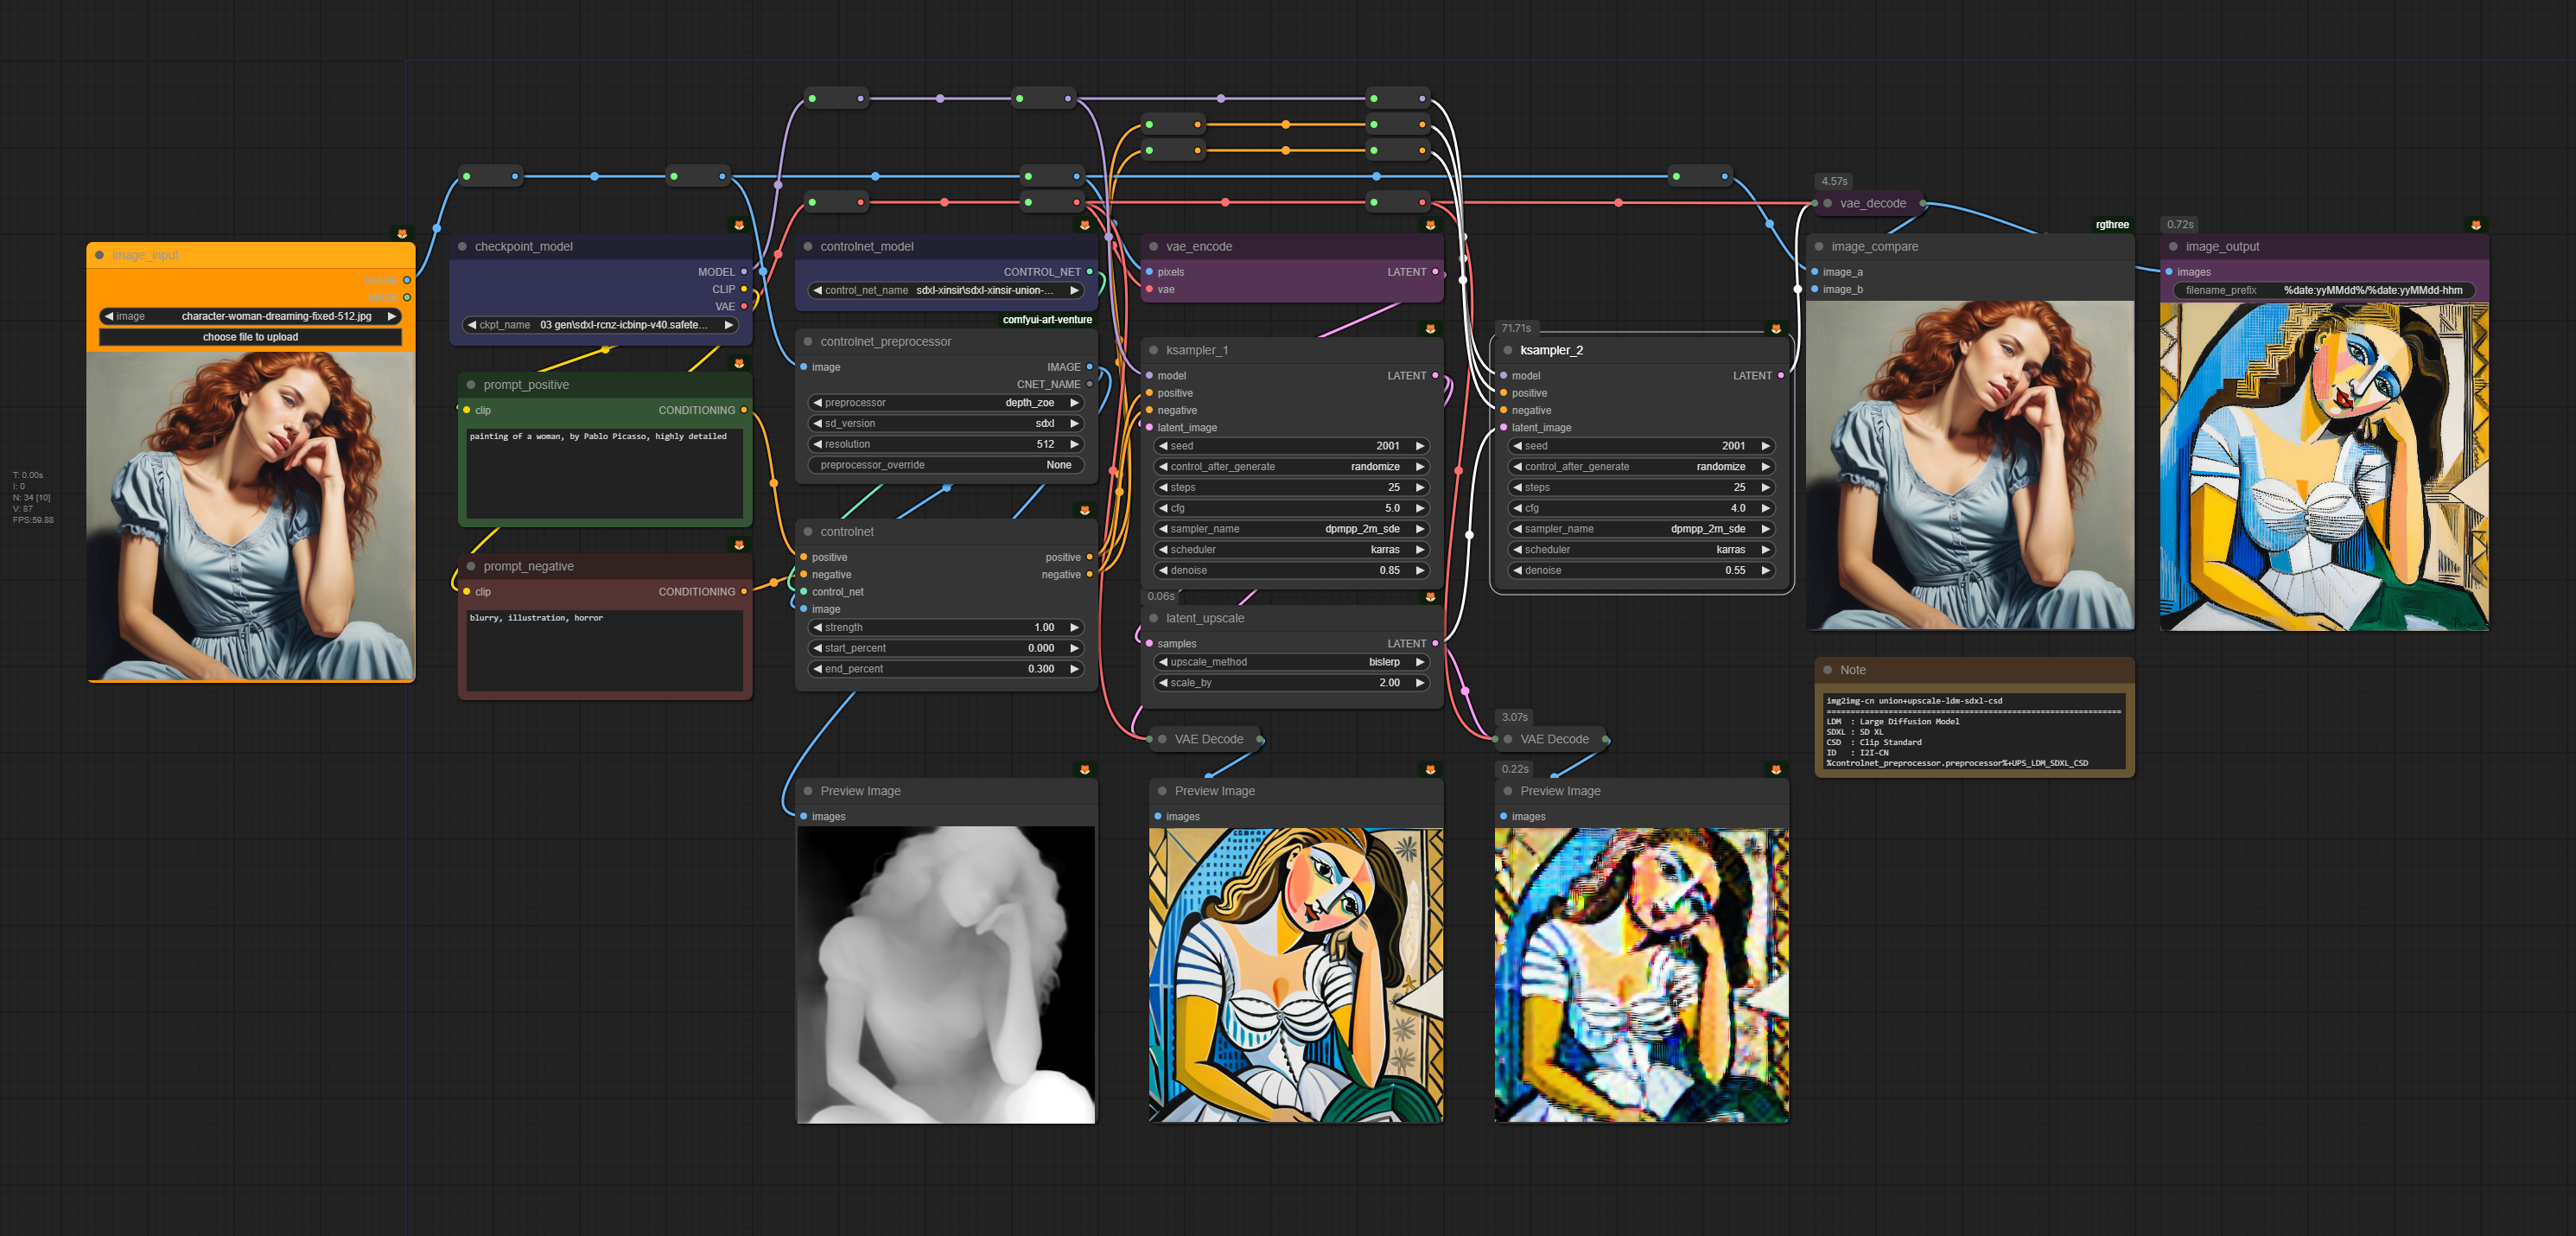 image_input
IMAGE
MASK
image character-woman-dreaming-fixed-512.jpg
choose file to upload
T: 0.00s
I: 0
N: 34 [10]
V: 87
FPS:59.88
checkpoint_model
MODEL
CLIP
VAE
ckpt_name 03 gen\sdxl-rcnz-icbinp-v40.safete...
prompt_positive
clip CONDITIONING
painting of a woman, by Pablo Picasso, highly detailed
prompt_negative
clip CONDITIONING
blurry, illustration, horror
controlnet_model
CONTROL_NET
control_net_name sdxl-xinsir\sdxl-xinsir-union-...
comfyui-art-venture
controlnet_preprocessor
image IMAGE
CNET_NAME
preprocessor depth_zoe
sd_version sdxl
resolution 512
preprocessor_override None
controlnet
positive positive
negative negative
control_net
image
strength 1.00
start_percent 0.000
end_percent 0.300
Preview Image
images
vae_encode
pixels LATENT
vae
ksampler_1
model LATENT
positive
negative
latent_image
seed 2001
control_after_generate randomize
steps 25
cfg 5.0
sampler_name dpmpp_2m_sde
scheduler karras
denoise 0.85
0.06s
latent_upscale
samples LATENT
upscale_method bislerp
scale_by 2.00
VAE Decode
Preview Image
images
71.71s
ksampler_2
model LATENT
positive
negative
latent_image
seed 2001
control_after_generate randomize
steps 25
cfg 4.0
sampler_name dpmpp_2m_sde
scheduler karras
denoise 0.55
3.07s
VAE Decode
0.22s
Preview Image
images
4.57s
vae_decode
rgthree
image_compare
image_a
image_b
0.72s
image_output
images
filename_prefix %date:yyMMdd%/%date:yyMMdd-hhm
Note
img2img-cn union+upscale-ldm-sdxl-csd
================================================================
LDM : Large Diffusion Model
SDXL : SD XL
CSD : Clip Standard
ID : I2I-CN
%controlnet_preprocessor.preprocessor%+UPS_LDM_SDXL_CSD